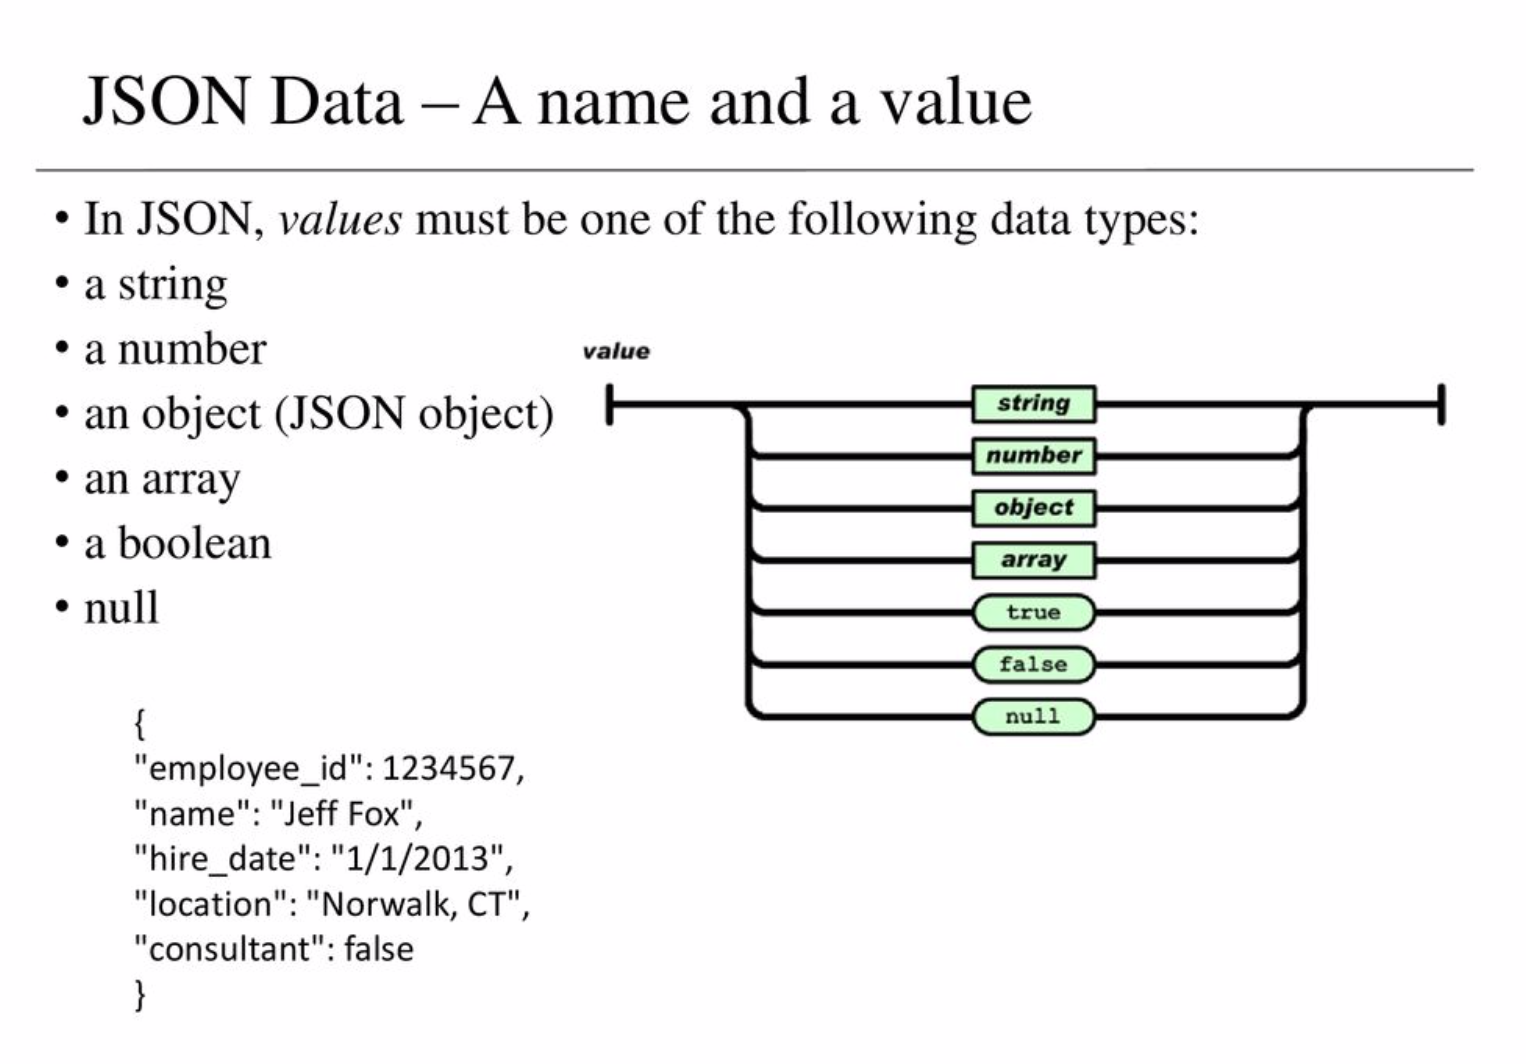 JSON Data – A name and a value
• In JSON, values must be one of the following data types:
• a string
• a number
• an object (JSON object)
• an array
• a boolean
• null
value
string
number
object
array
true
false
null
{
"employee_id": 1234567,
"name": "Jeff Fox",
"hire_date": "1/1/2013",
"location": "Norwalk, CT",
"consultant": false
}